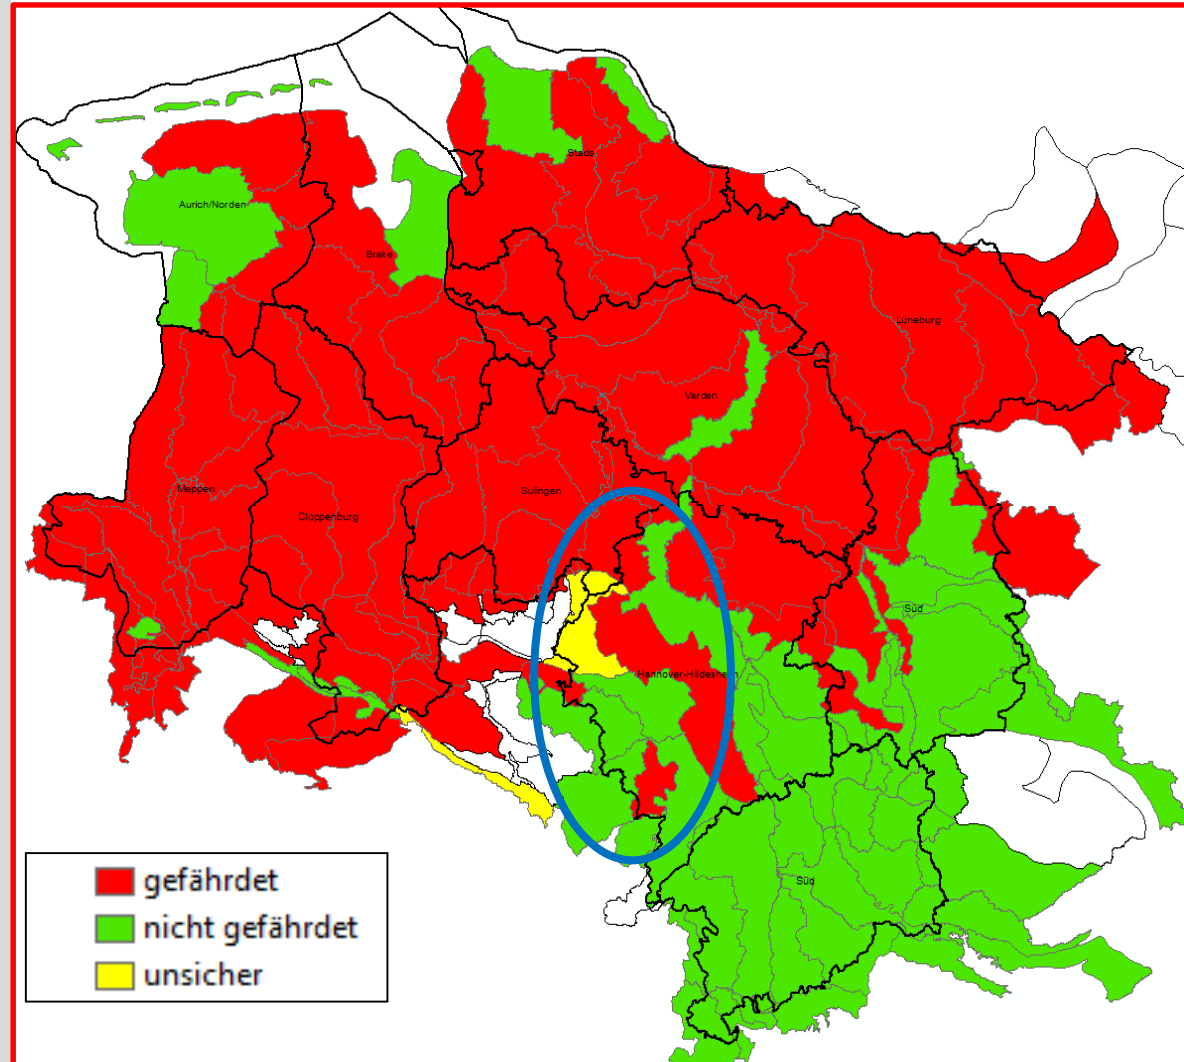 Stade
Aurich/Norden
Brake
Lüneburg
Verden
Meppen
Sulingen
Cloppenburg
Süd
Hannover-Hildesheim
Süd
gefährdet
nicht gefährdet
unsicher